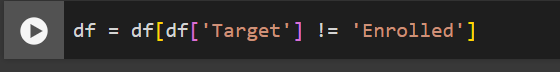 df = df[df['Target'] != 'Enrolled']